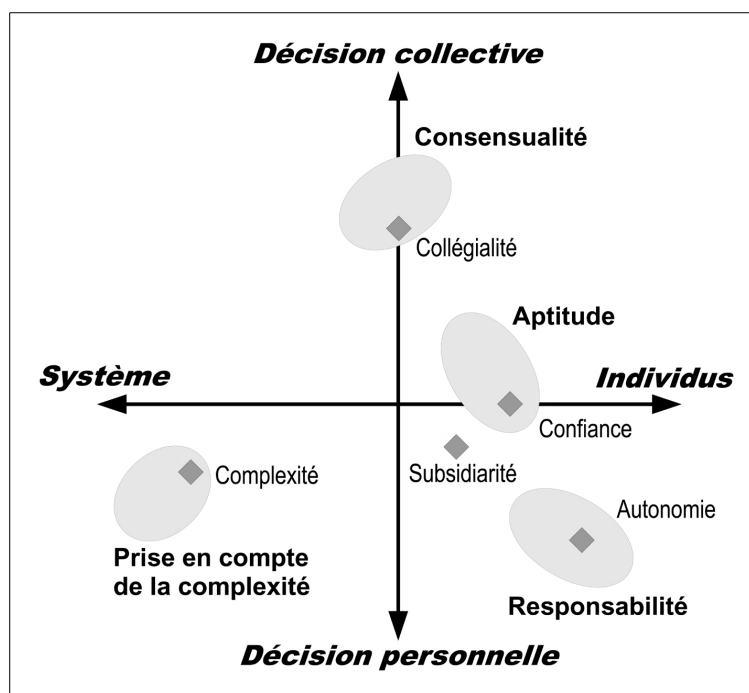 Décision collective
Consensualité
Collégialité
Aptitude
Système
Individus
Confiance
Complexité
Subsidiarité
Autonomie
Prise en compte
de la complexité
Responsabilité
Décision personnelle